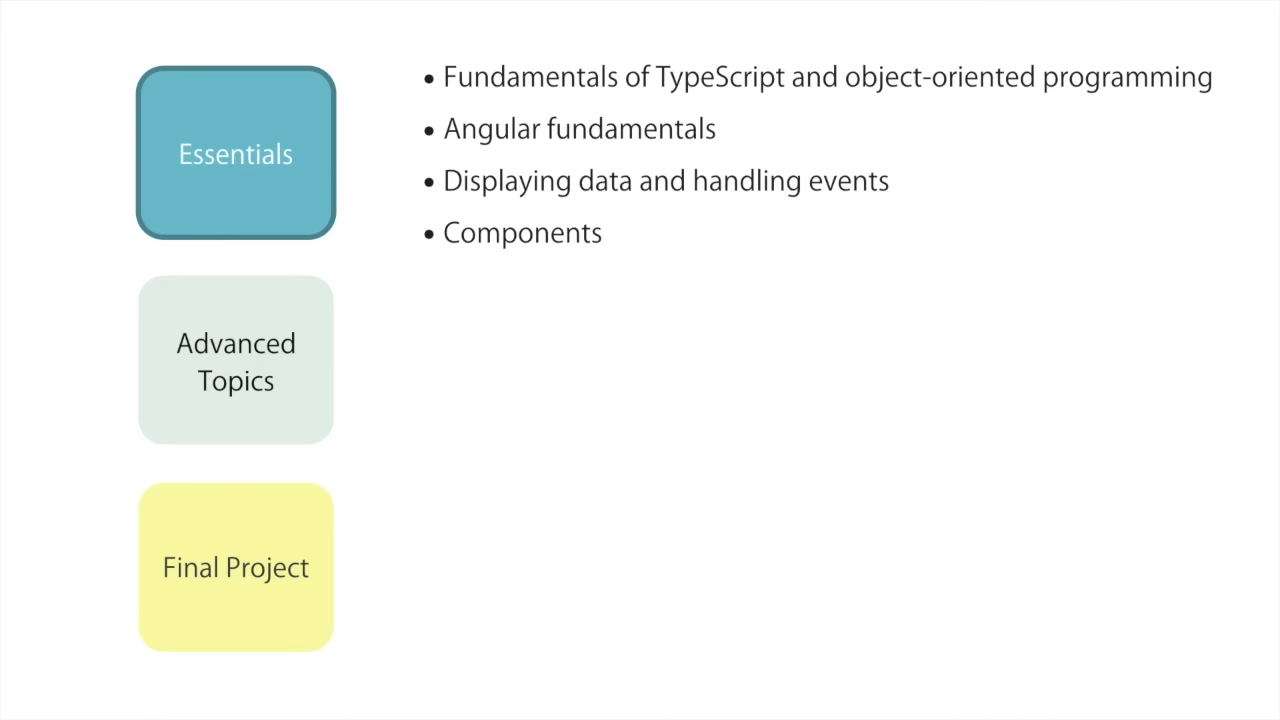 Essentials
• Fundamentals of TypeScript and object-oriented programming
• Angular fundamentals
• Displaying data and handling events
• Components
Advanced
Topics
Final Project